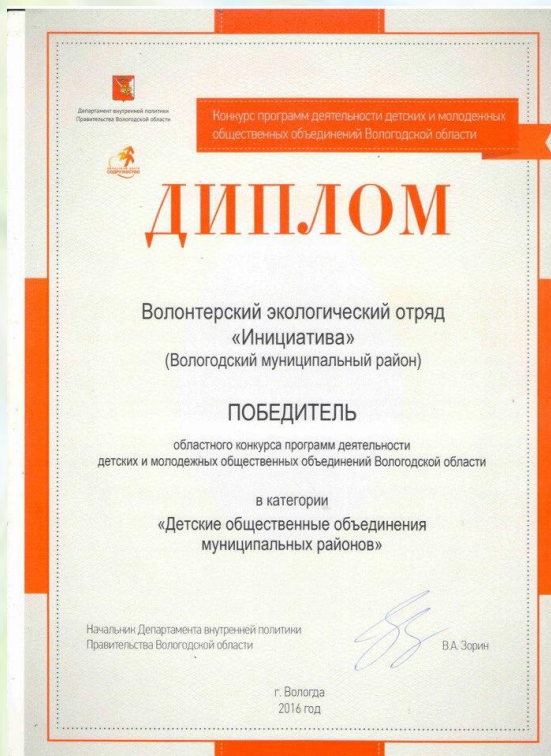 Департамент внутренней политики
Правительства Вологодской области
Конкурс программ деятельности детских и молодежных
общественных объединений Вологодской области
СОДРУЖЕСТВО
ДИПЛОМ
Волонтерский экологический отряд
«Инициатива»
(Вологодский муниципальный район)
ПОБЕДИТЕЛЬ
областного конкурса программ деятельности
детских и молодежных общественных объединений Вологодской области
в категории
«Детские общественные объединения
муниципальных районов»
Начальник Департамента внутренней политики
Правительства Вологодской области
В.А. Зорин
г. Вологда
2016 год